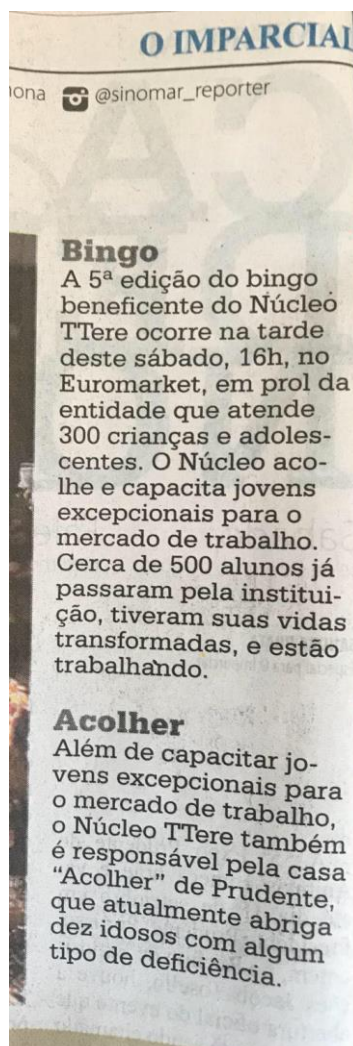 O IMPARCIAL
@sinomar_reporter
Bingo
A 5ª edição do bingo
beneficente do Núcleo
TTere ocorre na tarde
deste sábado, 16h, no
Euromarket, em prol da
entidade que atende
300 crianças e adoles-
centes. O Núcleo aco-
lhe e capacita jovens
excepcionais para o
mercado de trabalho.
Cerca de 500 alunos já
passaram pela institui-
ção, tiveram suas vidas
transformadas, e estão
trabalhando.
Acolher
Além de capacitar jo-
vens excepcionais para
o mercado de trabalho,
o Núcleo TTere também
é responsável pela casa
“Acolher” de Prudente,
que atualmente abriga
dez idosos com algum
tipo de deficiência.